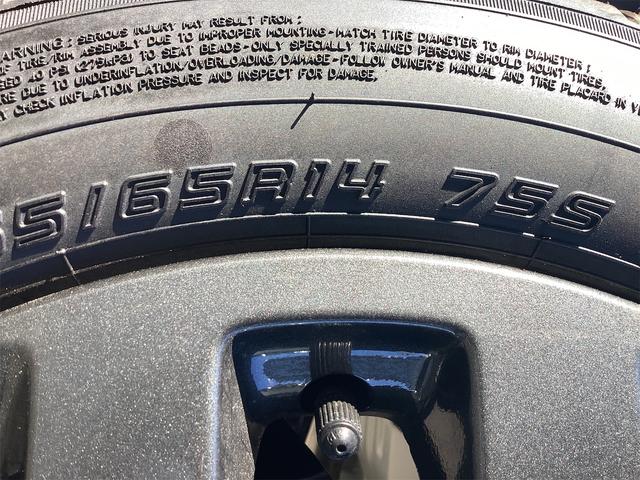 WARNING : SERIOUS INJURY MAY RESULT FROM :
TIRE/RIM ASSEMBLY DUE TO IMPROPER MOUNTING - MATCH TIRE DIAMETER TO RIM DIAMETER ;
40 PSI (275kPa) TO SEAT BEADS - ONLY SPECIALLY TRAINED PERSONS SHOULD MOUNT TIRES.
DUE TO UNDERINFLATION/OVERLOADING/DAMAGE - FOLLOW OWNER'S MANUAL AND TIRE PLACARD IN
CHECK INFLATION PRESSURE AND INSPECT FOR DAMAGE.
55/65R14 75S